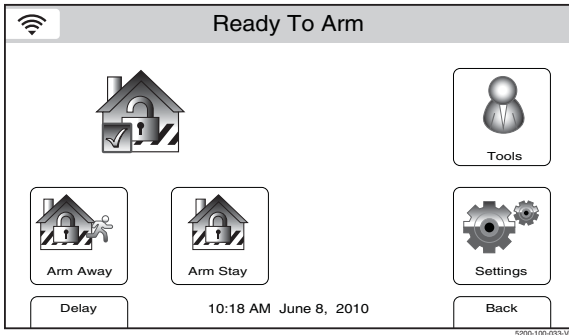 Ready To Arm
Tools
Arm Away
Arm Stay
Settings
Delay
10:18 AM June 8, 2010
Back
5200-100-033-V